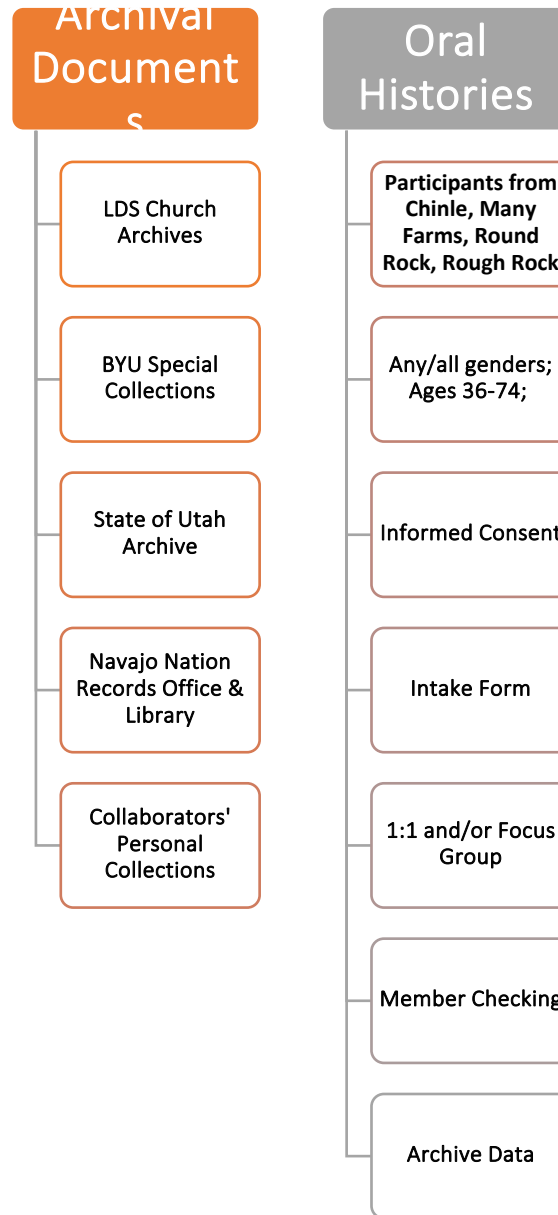 Archival
Document
s
LDS Church
Archives
BYU Special
Collections
State of Utah
Archive
Navajo Nation
Records Office &
Library
Collaborators'
Personal
Collections
Oral
Histories
Participants from
Chinle, Many
Farms, Round
Rock, Rough Rock
Any/all genders;
Ages 36-74;
Informed Consent
Intake Form
1:1 and/or Focus
Group
Member Checking
Archive Data